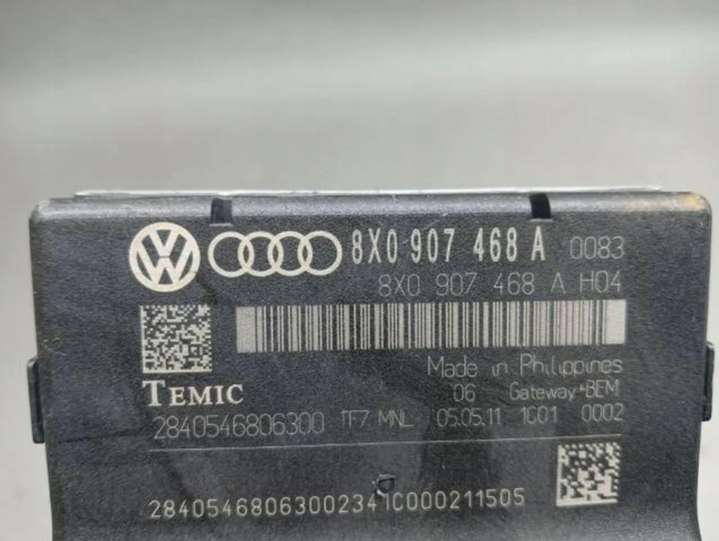 8X0 907 468 A 0083
8X0 907 468 A H04
Made in Philippines
TEMIC 06 Gateway+BEM
2840546806300 TF7 MNL 05.05.11 1C01 0002
28405468063002341C000211505